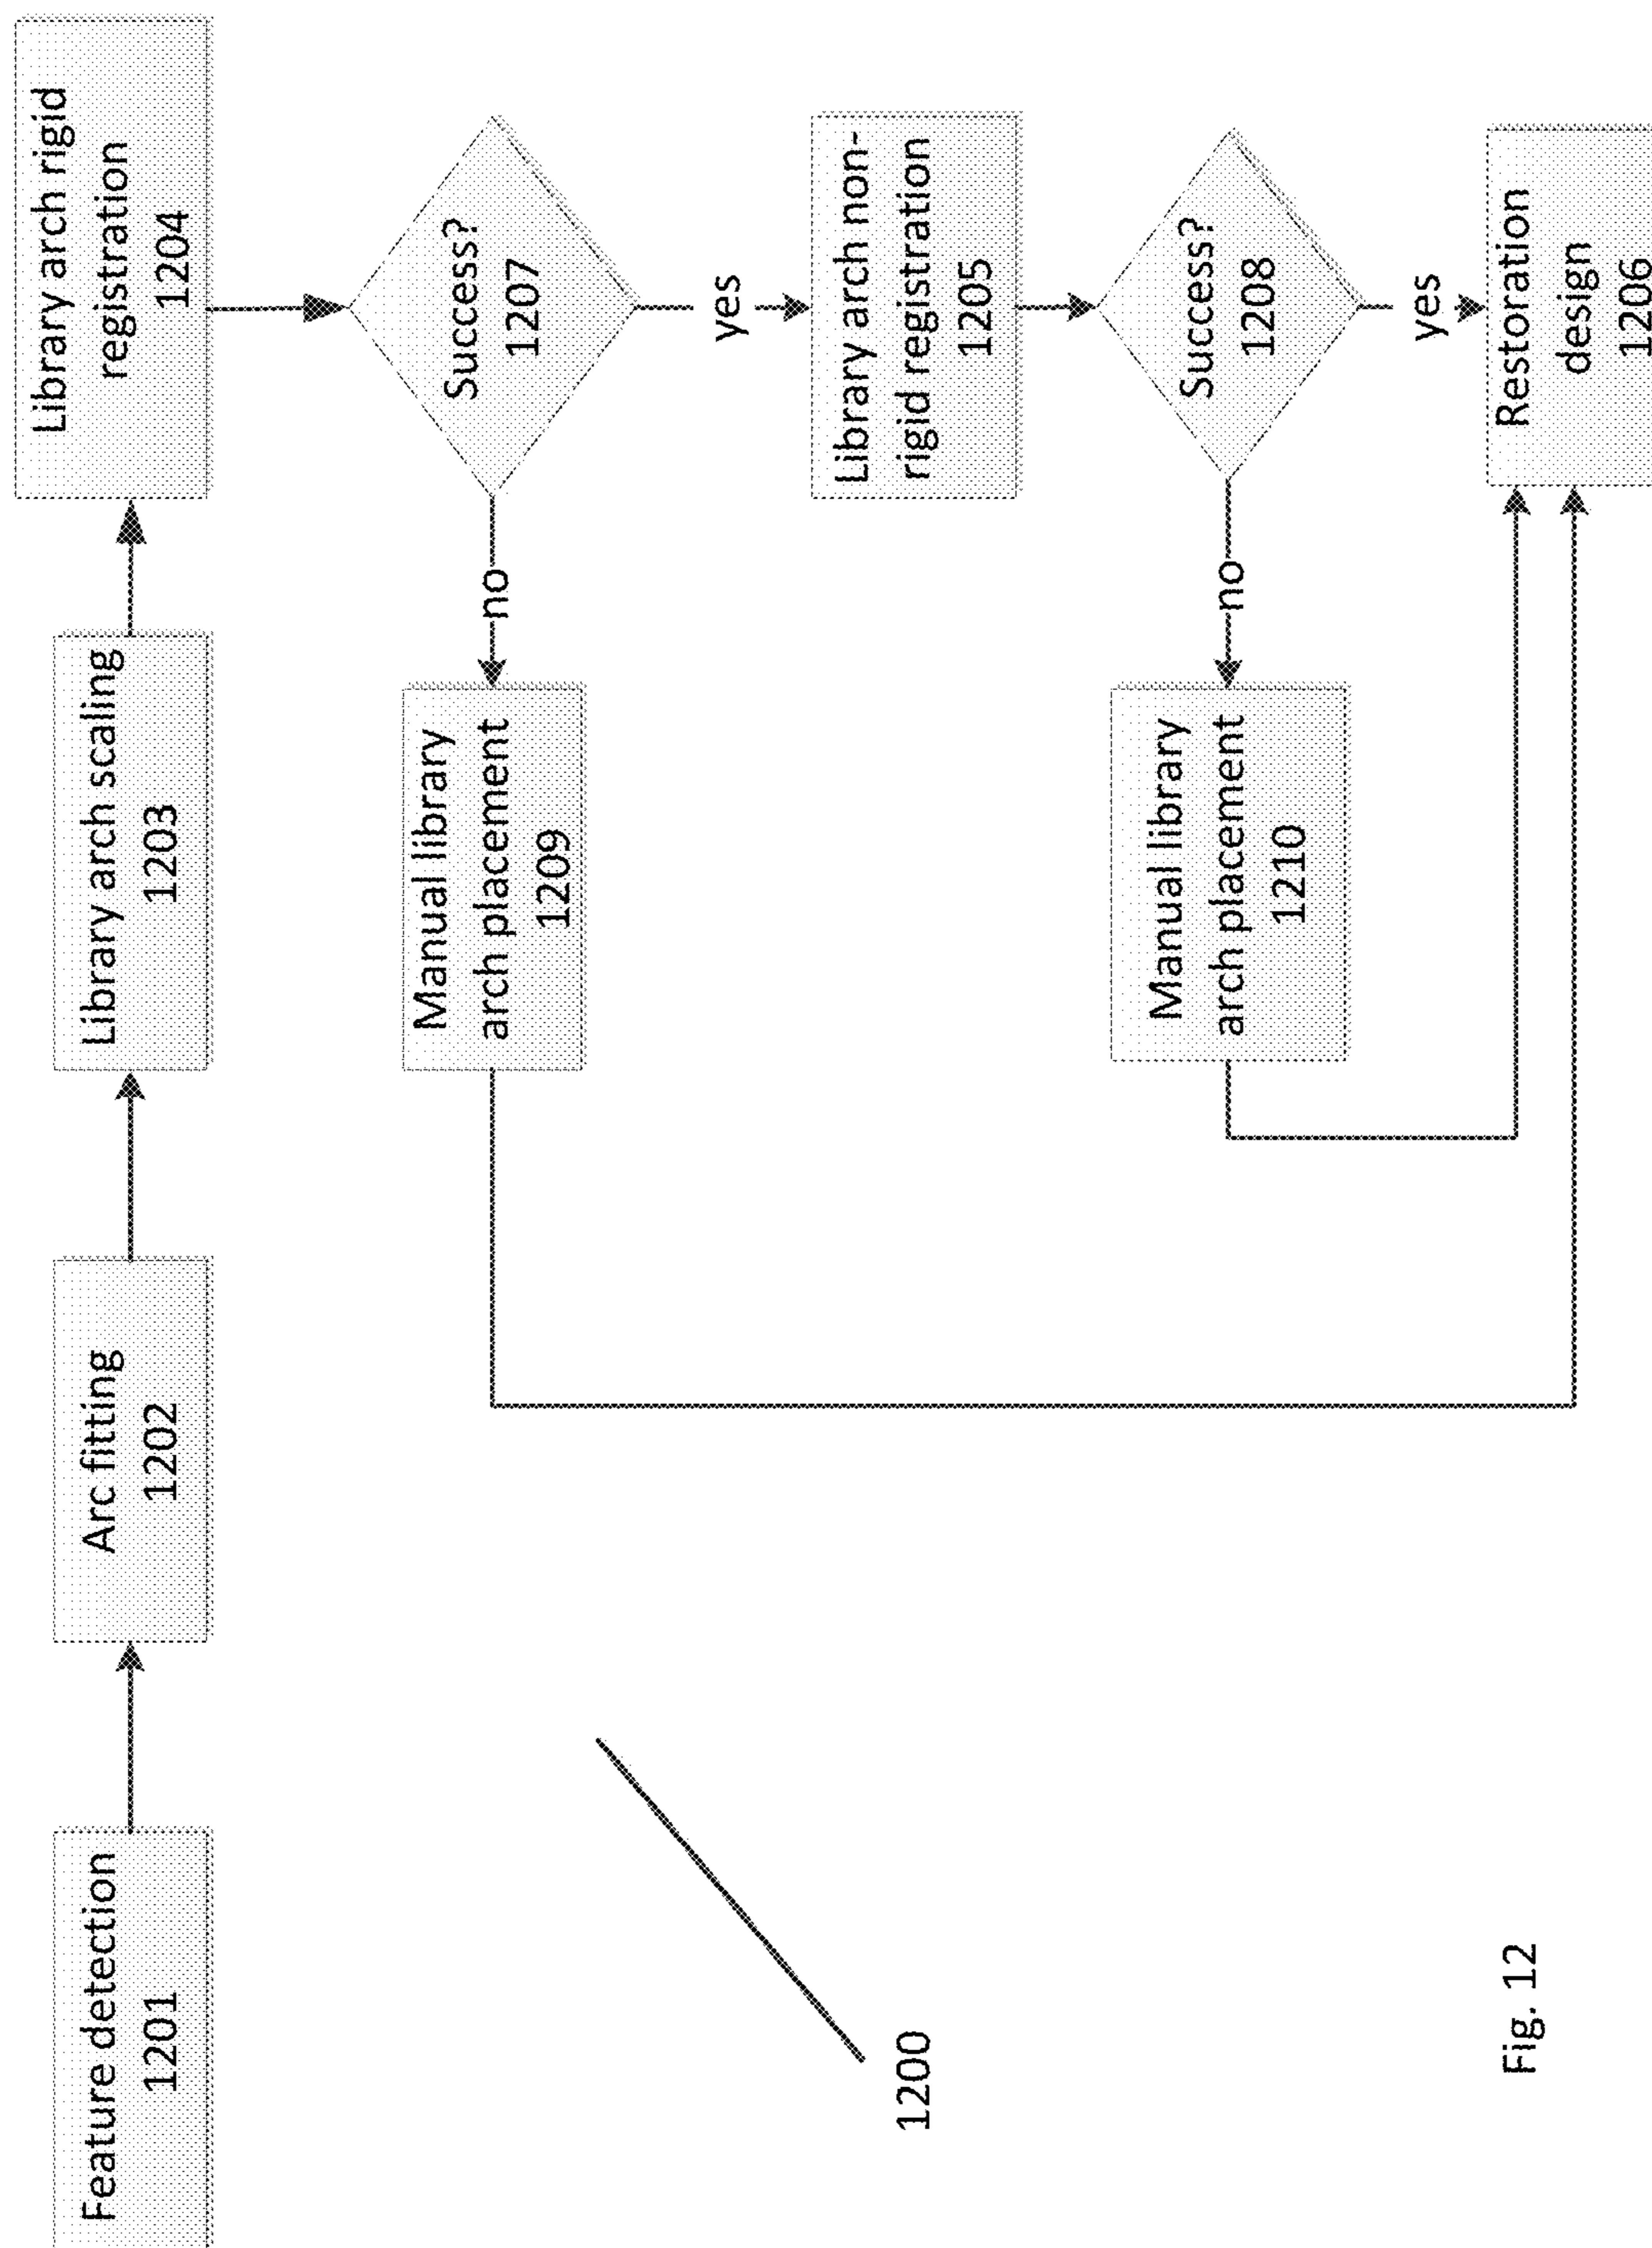 Feature detection
1201
Arc fitting
1202
Library arch scaling
1203
Library arch rigid
registration
1204
Success?
1207
no
Manual library
arch placement
1209
yes
Library arch non-
rigid registration
1205
Success?
1208
no
Manual library
arch placement
1210
yes
Restoration
design
1206
1200
Fig. 12